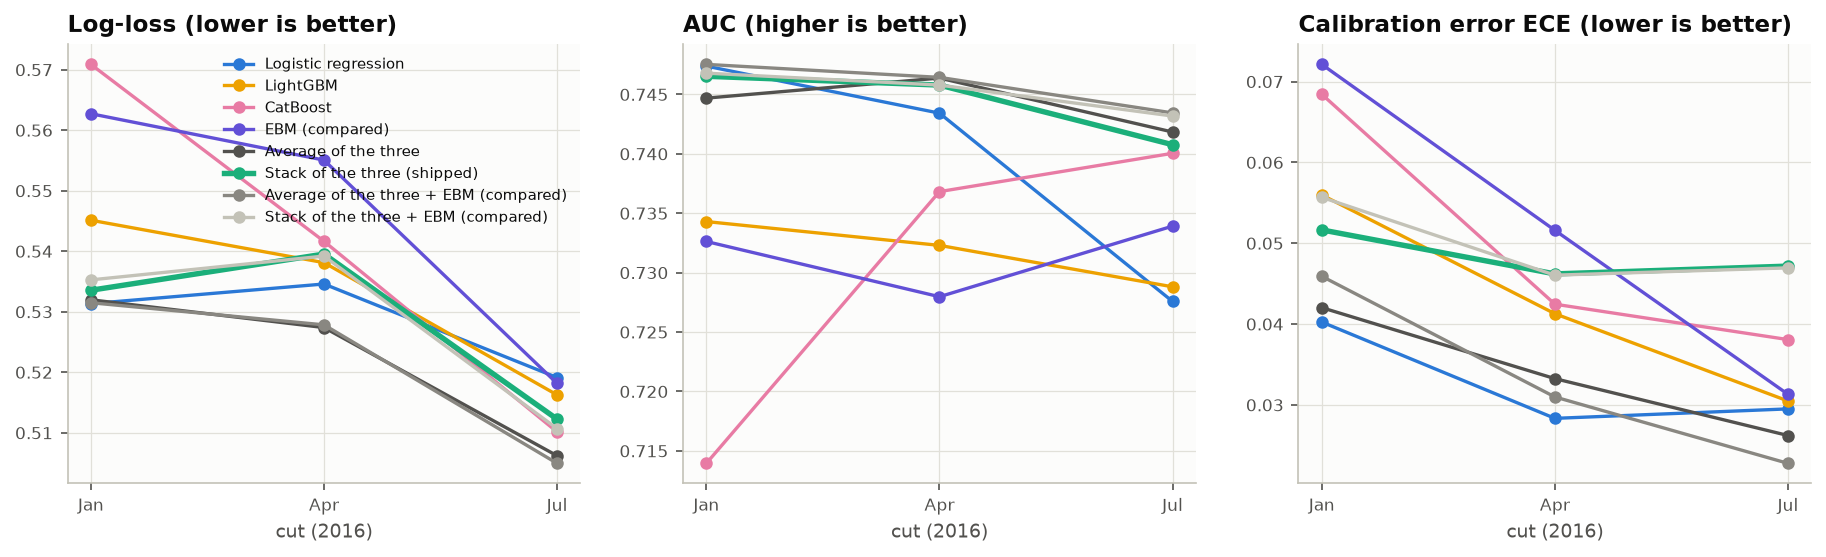 Log-loss (lower is better)
0.57
0.56
0.55
0.54
0.53
0.52
0.51
Logistic regression
LightGBM
CatBoost
EBM (compared)
Average of the three
Stack of the three (shipped)
Average of the three + EBM (compared)
Stack of the three + EBM (compared)
Jan
Apr
Jul
cut (2016)
AUC (higher is better)
0.745
0.740
0.735
0.730
0.725
0.720
0.715
Jan
Apr
Jul
cut (2016)
Calibration error ECE (lower is better)
0.07
0.06
0.05
0.04
0.03
Jan
Apr
Jul
cut (2016)